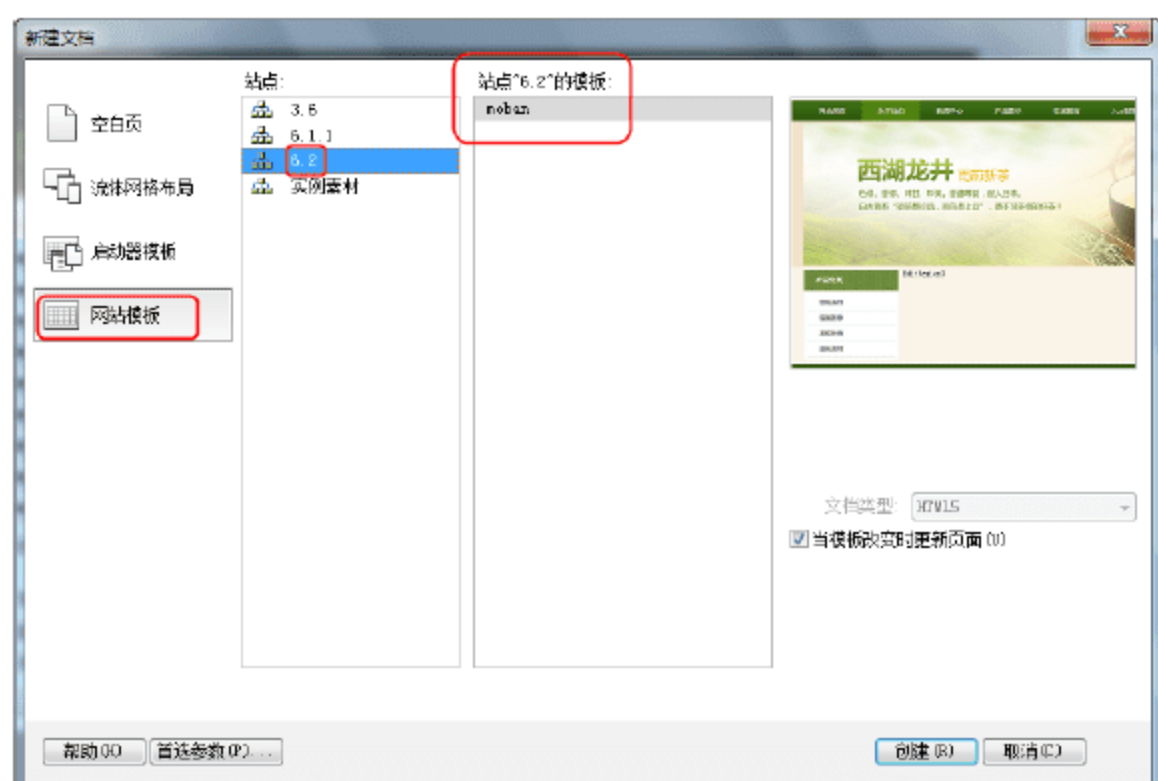 新建文档
站点:
站点"6.2"的模板:
空白页
流体网格布局
启动器模板
网站模板
3.6
6.1.1
6.2
实例素材
moban
西湖龙井
文档类型: HTML5
当模板改变时更新页面(U)
帮助(H)
首选参数(P)...
创建(R)
取消(C)